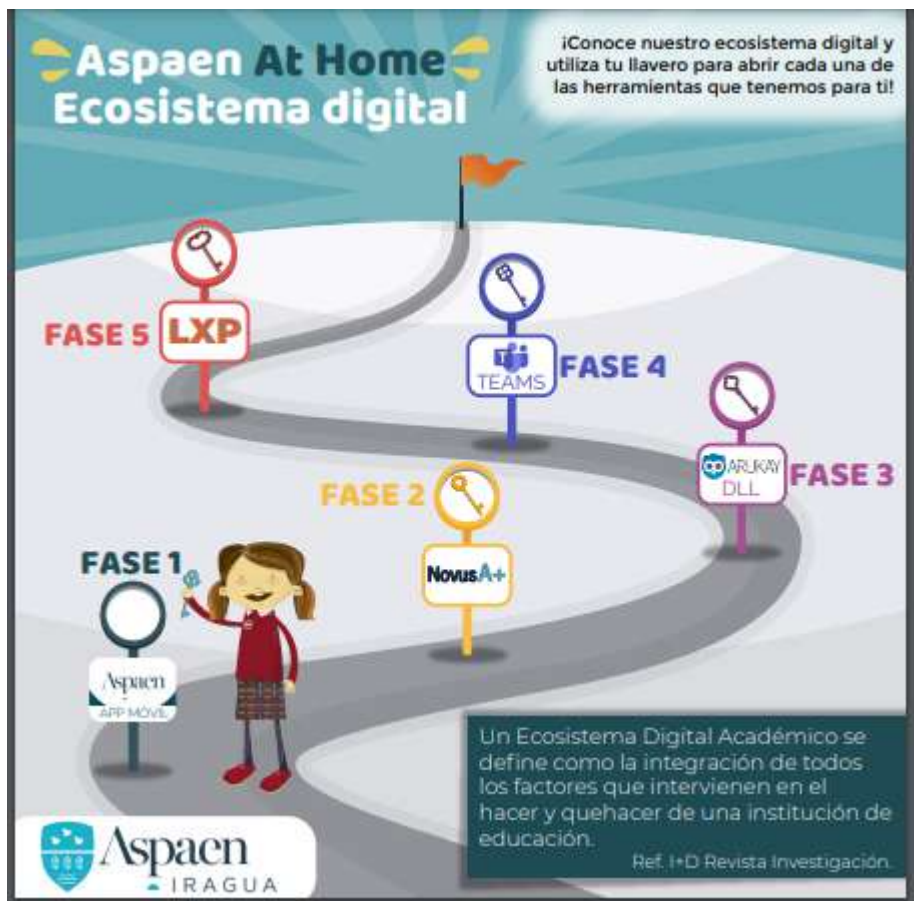 Aspaen At Home
Ecosistema digital
¡Conoce nuestro ecosistema digital y
utiliza tu llavero para abrir cada una de
las herramientas que tenemos para ti!
FASE 5
LXP
TEAMS
FASE 4
ARUKAY
DLL
FASE 3
FASE 2
NovusA+
FASE 1
Aspaen
APP MÓVIL
Un Ecosistema Digital Académico se
define como la integración de todos
los factores que intervienen en el
hacer y quehacer de una institución de
educación.
Ref. I+D Revista Investigación.
Aspaen
IRAGUA